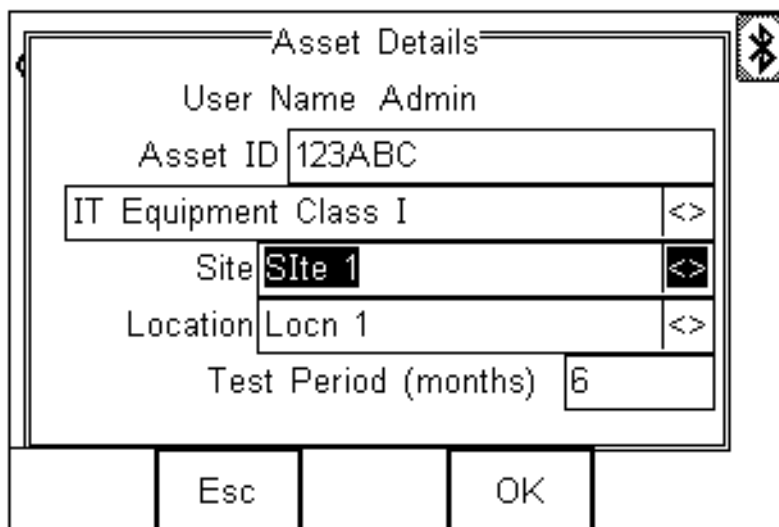 Asset Details
User Name Admin
Asset ID 123ABC
IT Equipment Class I <>
Site SIte 1 <>
Location Locn 1 <>
Test Period (months) 6
Esc OK